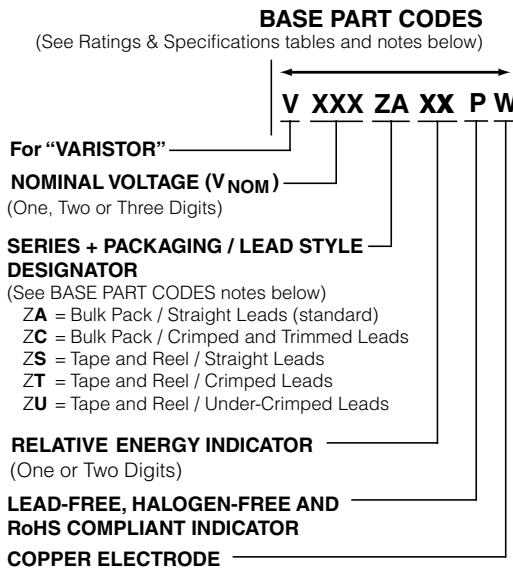 BASE PART CODES
(See Ratings & Specifications tables and notes below)
V XXX ZA XX P W
For “VARISTOR”
NOMINAL VOLTAGE (VNOM)
(One, Two or Three Digits)
SERIES + PACKAGING / LEAD STYLE
DESIGNATOR
(See BASE PART CODES notes below)
ZA = Bulk Pack / Straight Leads (standard)
ZC = Bulk Pack / Crimped and Trimmed Leads
ZS = Tape and Reel / Straight Leads
ZT = Tape and Reel / Crimped Leads
ZU = Tape and Reel / Under-Crimped Leads
RELATIVE ENERGY INDICATOR
(One or Two Digits)
LEAD-FREE, HALOGEN-FREE AND
RoHS COMPLIANT INDICATOR
COPPER ELECTRODE